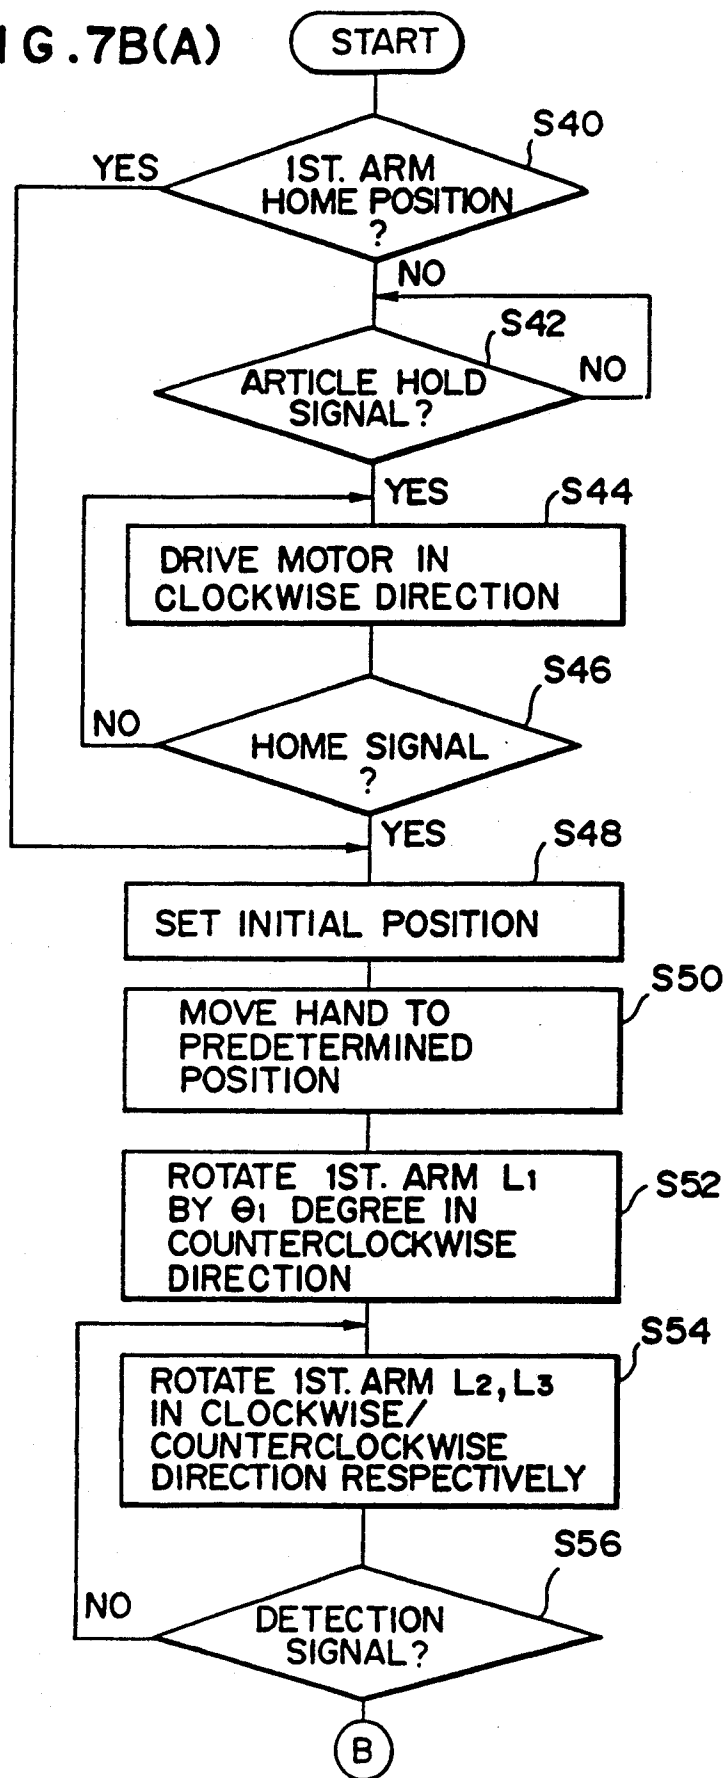 IG.7B(A)
START
S40
YES
1ST. ARM
HOME POSITION
?
NO
S42
ARTICLE HOLD
SIGNAL?
NO
YES
S44
DRIVE MOTOR IN
CLOCKWISE DIRECTION
S46
NO
HOME SIGNAL
?
YES
S48
SET INITIAL POSITION
S50
MOVE HAND TO
PREDETERMINED
POSITION
ROTATE 1ST. ARM L1
BY Θ1 DEGREE IN
COUNTERCLOCKWISE
DIRECTION
S52
S54
ROTATE 1ST. ARM L2, L3
IN CLOCKWISE/
COUNTERCLOCKWISE
DIRECTION RESPECTIVELY
S56
NO
DETECTION
SIGNAL?
B